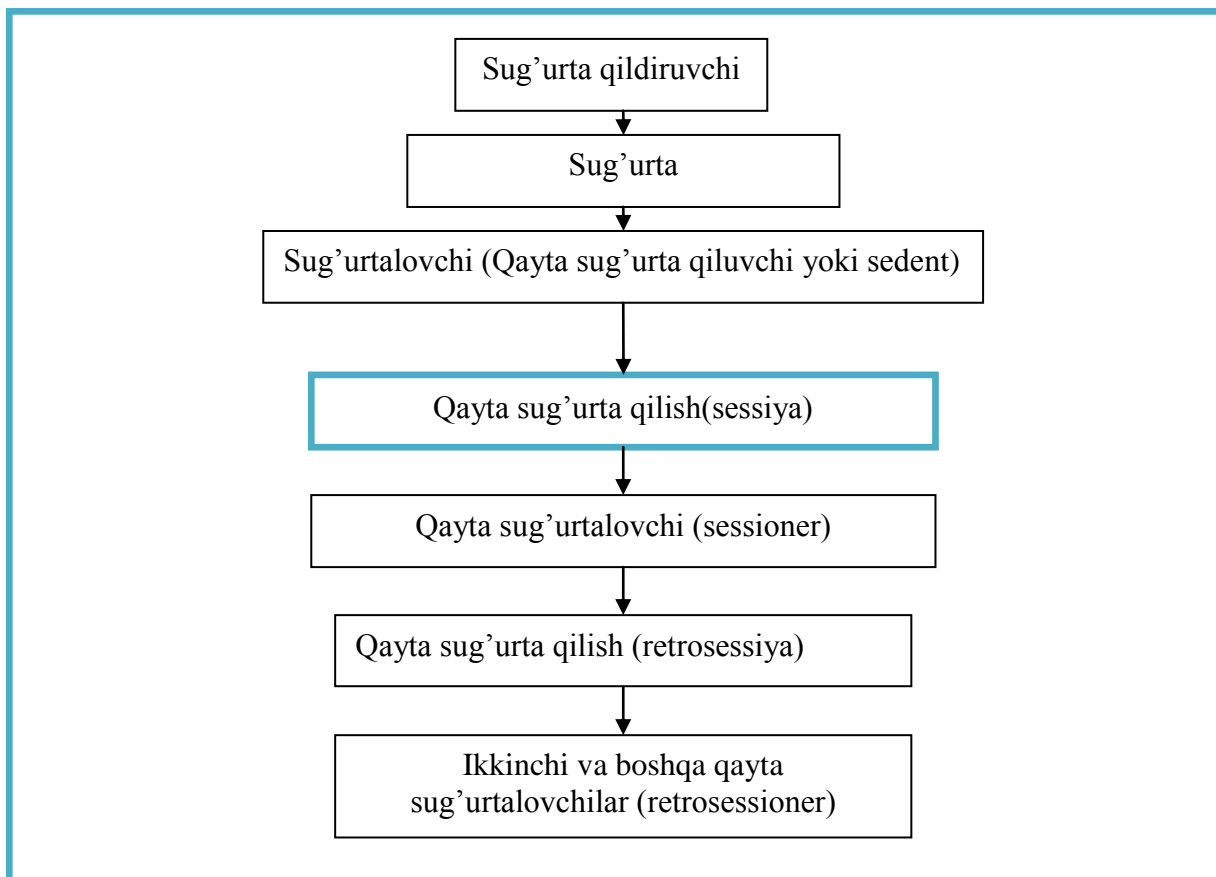 Sug’urta qildiruvchi
Sug’urta
Sug’urtalovchi (Qayta sug’urta qiluvchi yoki sedent)
Qayta sug’urta qilish(sessiya)
Qayta sug’urtalovchi (sessioner)
Qayta sug’urta qilish (retrosessiya)
Ikkinchi va boshqa qayta
sug’urtalovchilar (retrosessioner)